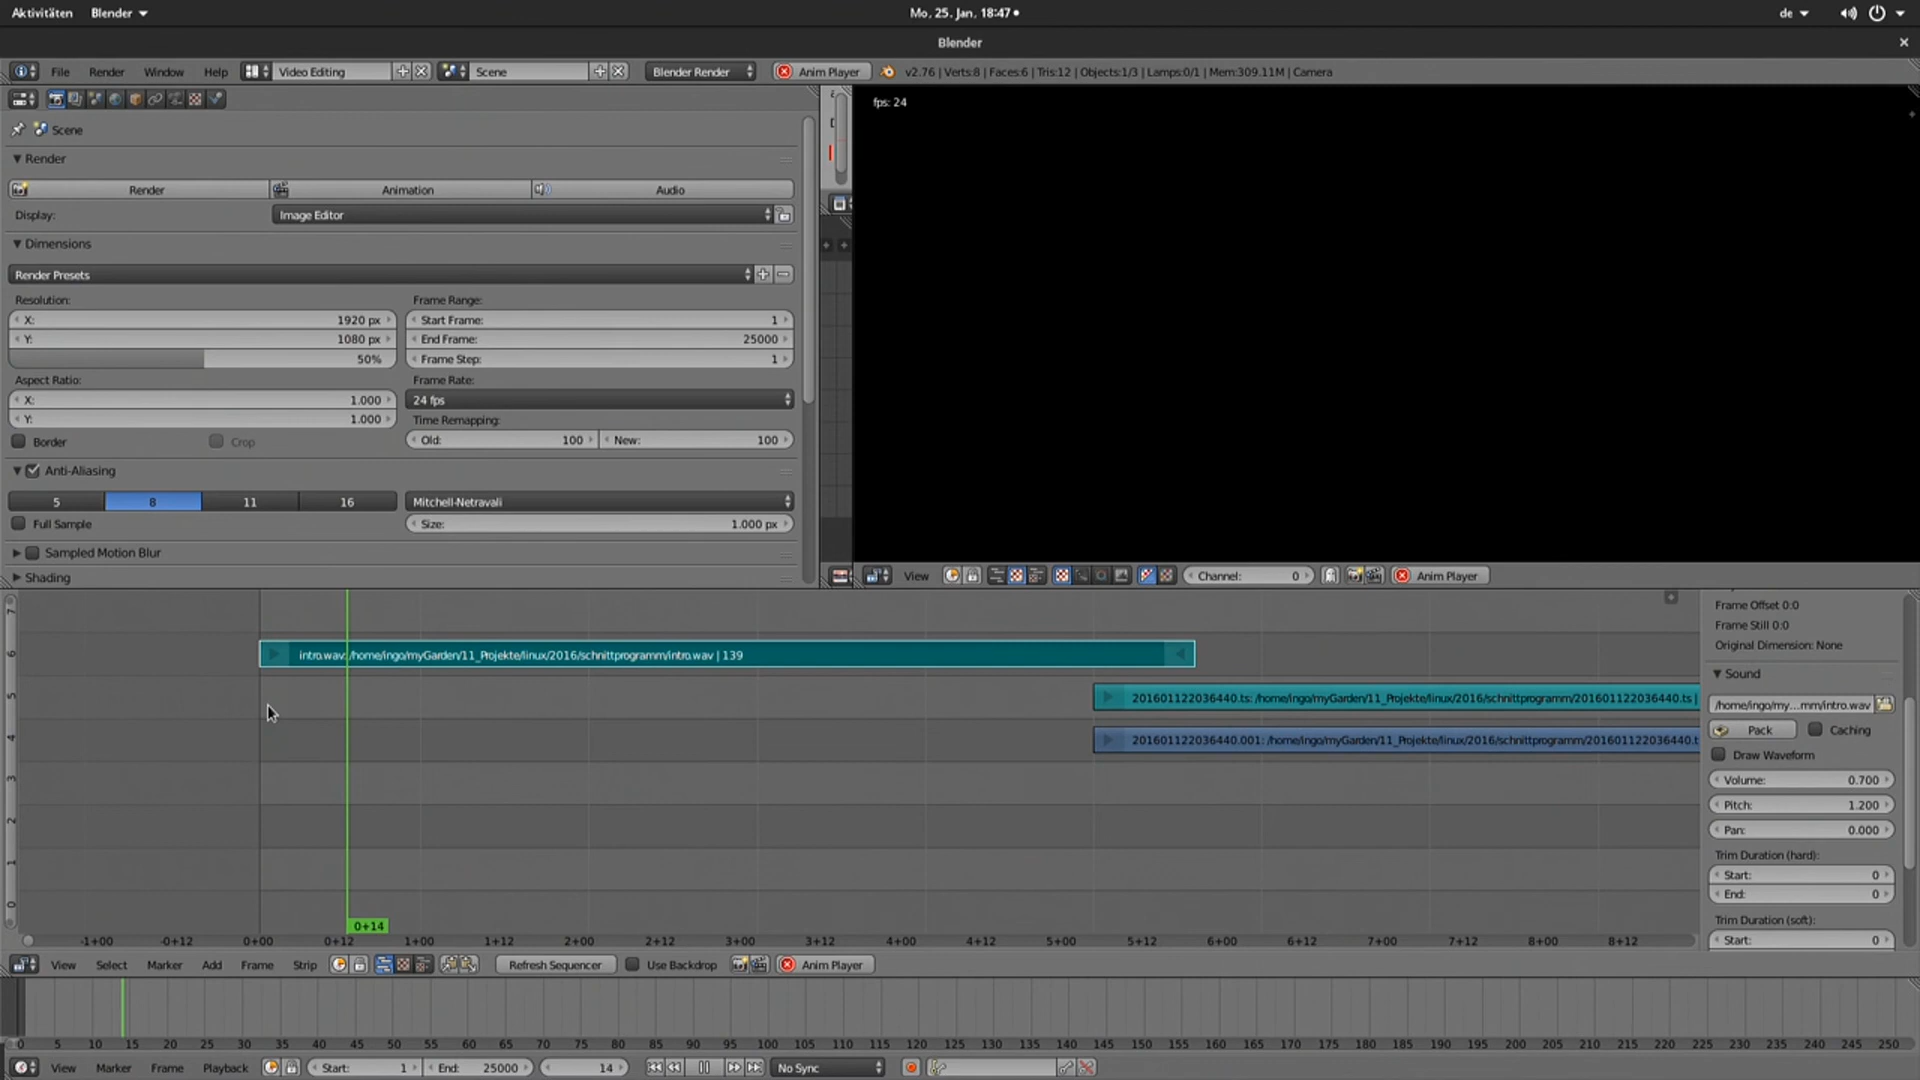 Aktivitäten Blender Mo, 25. Jan, 18:47 de
Blender
File Render Window Help Video Editing Scene Blender Render Anim Player v2.76 | Verts:8 | Faces:6 | Tris:12 | Objects:1/3 | Lamps:0/1 | Mem:309.11M | Camera
fps: 24
Scene
Render
Render Animation Audio
Display: Image Editor
Dimensions
Render Presets
Resolution: Frame Range:
X: 1920 px Start Frame: 1
Y: 1080 px End Frame: 25000
50% Frame Step: 1
Aspect Ratio: Frame Rate:
X: 1.000 24 fps
Y: 1.000 Time Remapping:
Border Crop Old: 100 New: 100
Anti-Aliasing
5 8 11 16 Mitchell-Netravali
Full Sample Size: 1.000 px
Sampled Motion Blur
Shading
View Channel: 0 Anim Player
7
6
5
4
3
2
1
0
intro.wav: /home/ingo/myGarden/11_Projekte/linux/2016/schnittprogramm/intro.wav | 139
201601122036440.ts: /home/ingo/myGarden/11_Projekte/linux/2016/schnittprogramm/201601122036440.ts |
201601122036440.001: /home/ingo/myGarden/11_Projekte/linux/2016/schnittprogramm/201601122036440.t
Frame Offset 0:0
Frame Still 0:0
Original Dimension: None
Sound
/home/ingo/my...mm/intro.wav
Pack Caching
Draw Waveform
Volume: 0.700
Pitch: 1.200
Pan: 0.000
Trim Duration (hard):
Start: 0
End: 0
Trim Duration (soft):
Start: 0
0+14
-1+00 -0+12 0+00 0+12 1+00 1+12 2+00 2+12 3+00 3+12 4+00 4+12 5+00 5+12 6+00 6+12 7+00 7+12 8+00 8+12
View Select Marker Add Frame Strip Refresh Sequencer Use Backdrop Anim Player
0 5 10 15 20 25 30 35 40 45 50 55 60 65 70 75 80 85 90 95 100 105 110 115 120 125 130 135 140 145 150 155 160 165 170 175 180 185 190 195 200 205 210 215 220 225 230 235 240 245 250
View Marker Frame Playback Start: 1 End: 25000 14 No Sync